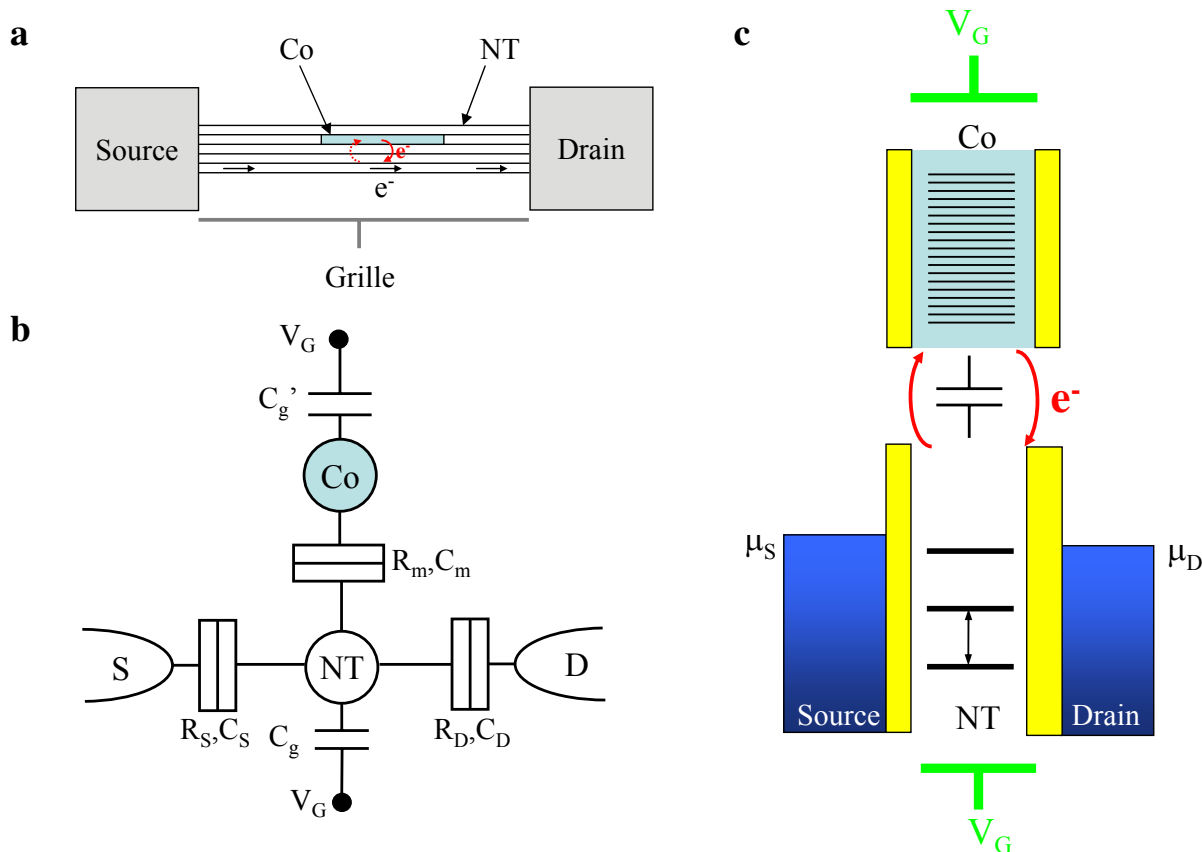 a
Co
NT
Source
e-
Drain
e-
Grille
b
VG
Cg’
Co
Rm,Cm
S
NT
D
RS,CS
Cg
RD,CD
VG
c
VG
Co
e-
μS
μD
Source
NT
Drain
VG